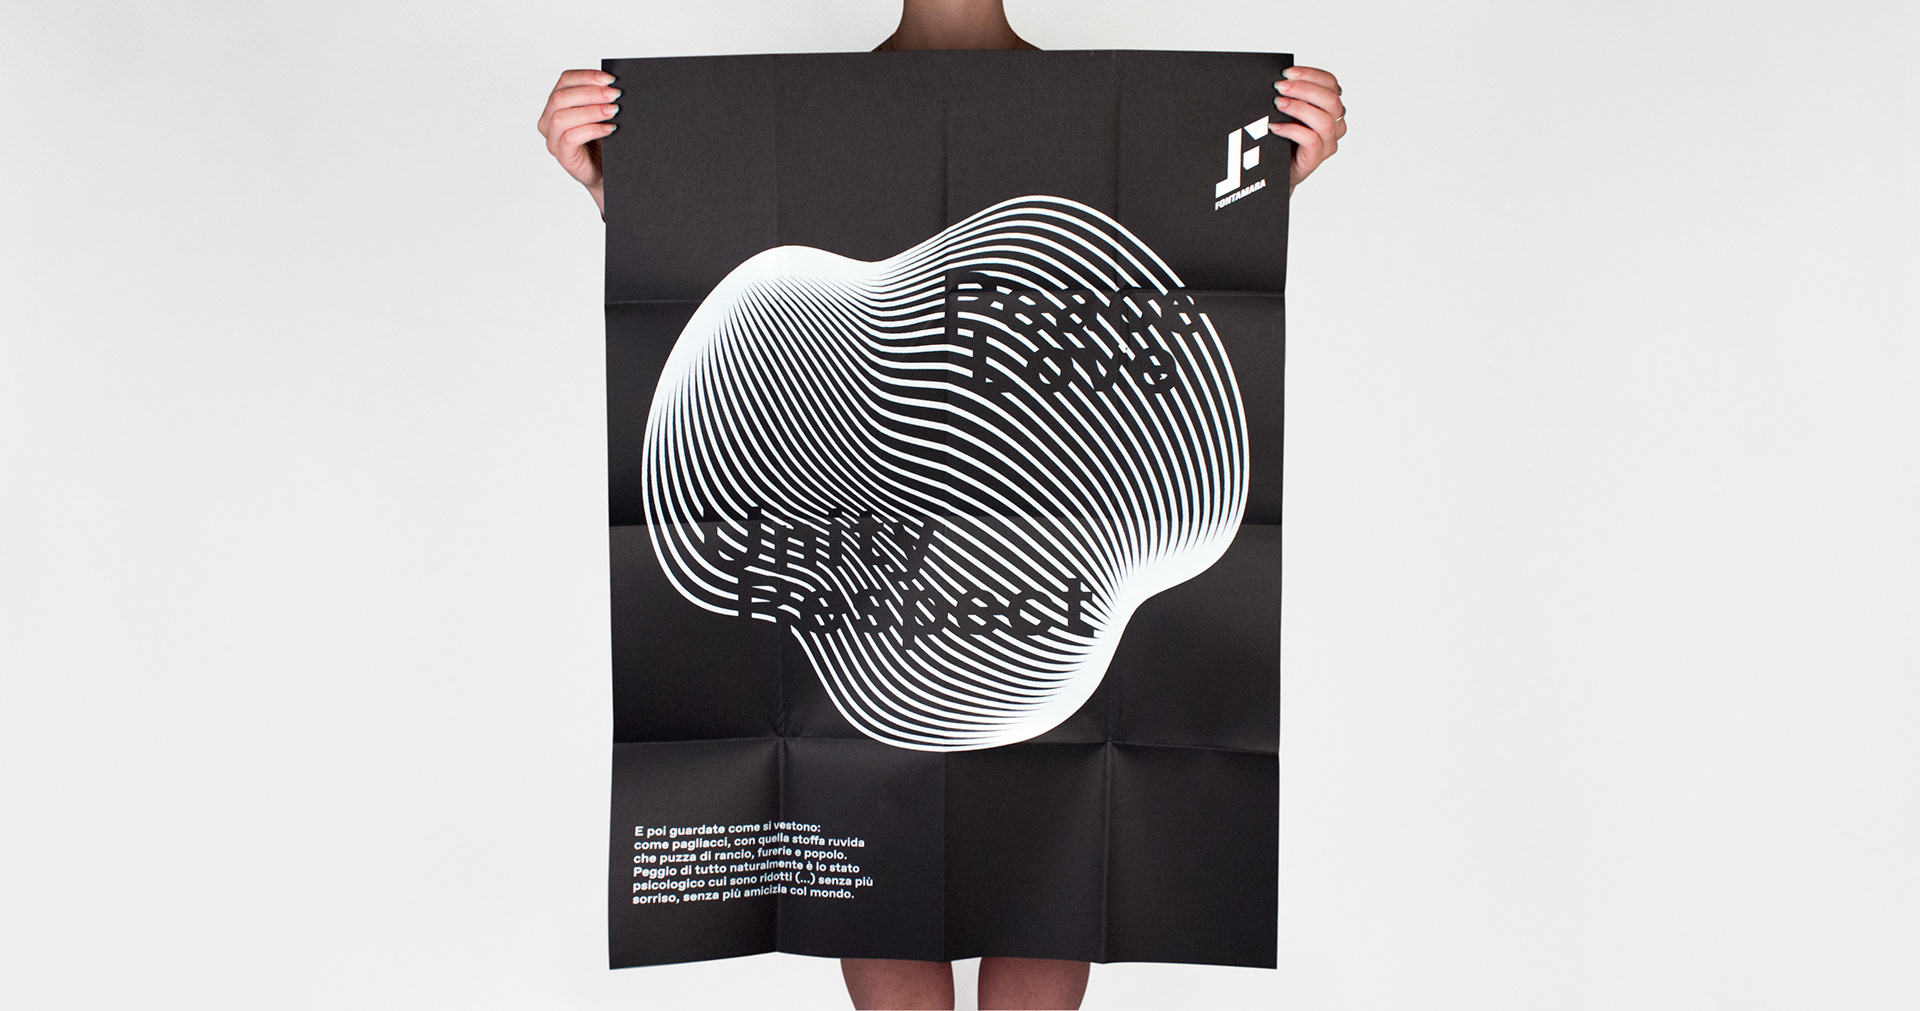 FONTAMARA
Peace
Love
Unity
Respect
E poi guardate come si vestono:
come pagliacci, con quella stoffa ruvida
che puzza di rancio, furerie e popolo.
Peggio di tutto naturalmente è lo stato
psicologico cui sono ridotti (...) senza più
sorriso, senza più amicizia col mondo.